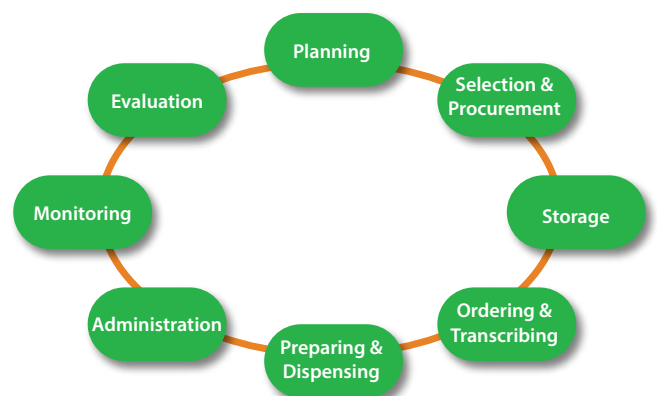 Planning
Selection &
Procurement
Storage
Ordering &
Transcribing
Preparing &
Dispensing
Administration
Monitoring
Evaluation